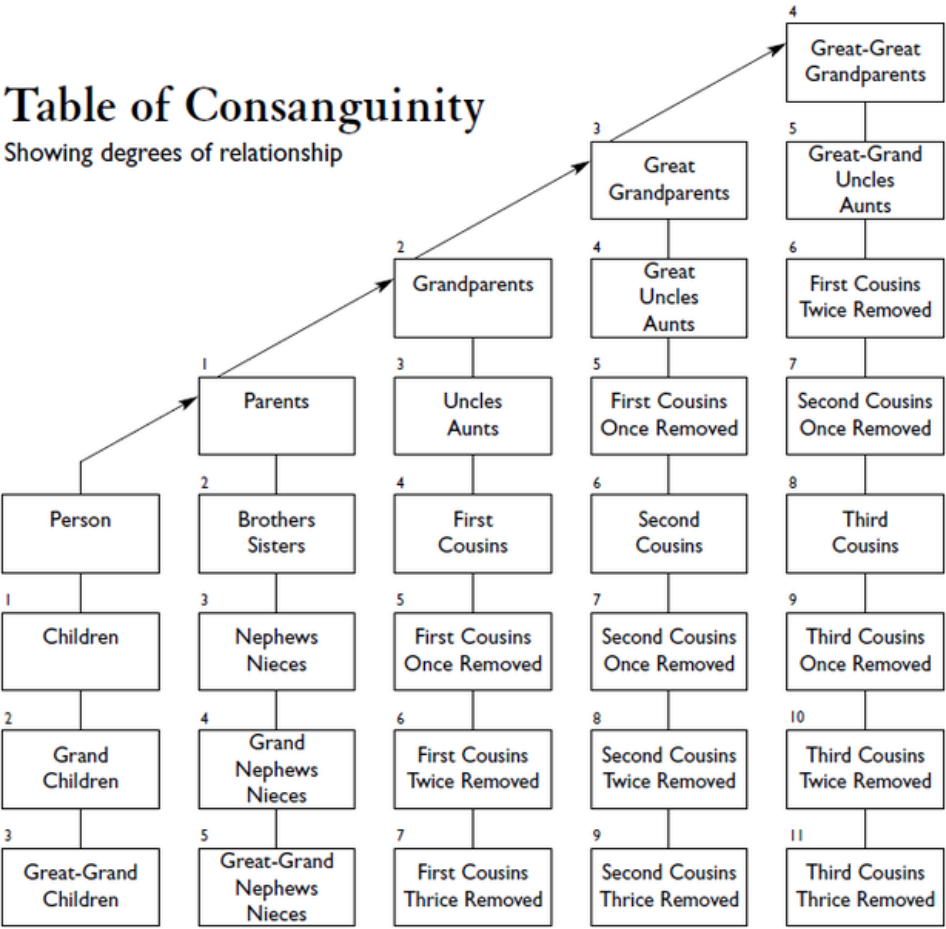 Table of Consanguinity
Showing degrees of relationship
4
Great-Great
Grandparents
3
Great
Grandparents
5
Great-Grand
Uncles
Aunts
2
Grandparents
4
Great
Uncles
Aunts
6
First Cousins
Twice Removed
1
Parents
3
Uncles
Aunts
5
First Cousins
Once Removed
7
Second Cousins
Once Removed
Person
2
Brothers
Sisters
4
First
Cousins
6
Second
Cousins
8
Third
Cousins
1
Children
3
Nephews
Nieces
5
First Cousins
Once Removed
7
Second Cousins
Once Removed
9
Third Cousins
Once Removed
2
Grand
Children
4
Grand
Nephews
Nieces
6
First Cousins
Twice Removed
8
Second Cousins
Twice Removed
10
Third Cousins
Twice Removed
3
Great-Grand
Children
5
Great-Grand
Nephews
Nieces
7
First Cousins
Thrice Removed
9
Second Cousins
Thrice Removed
11
Third Cousins
Thrice Removed